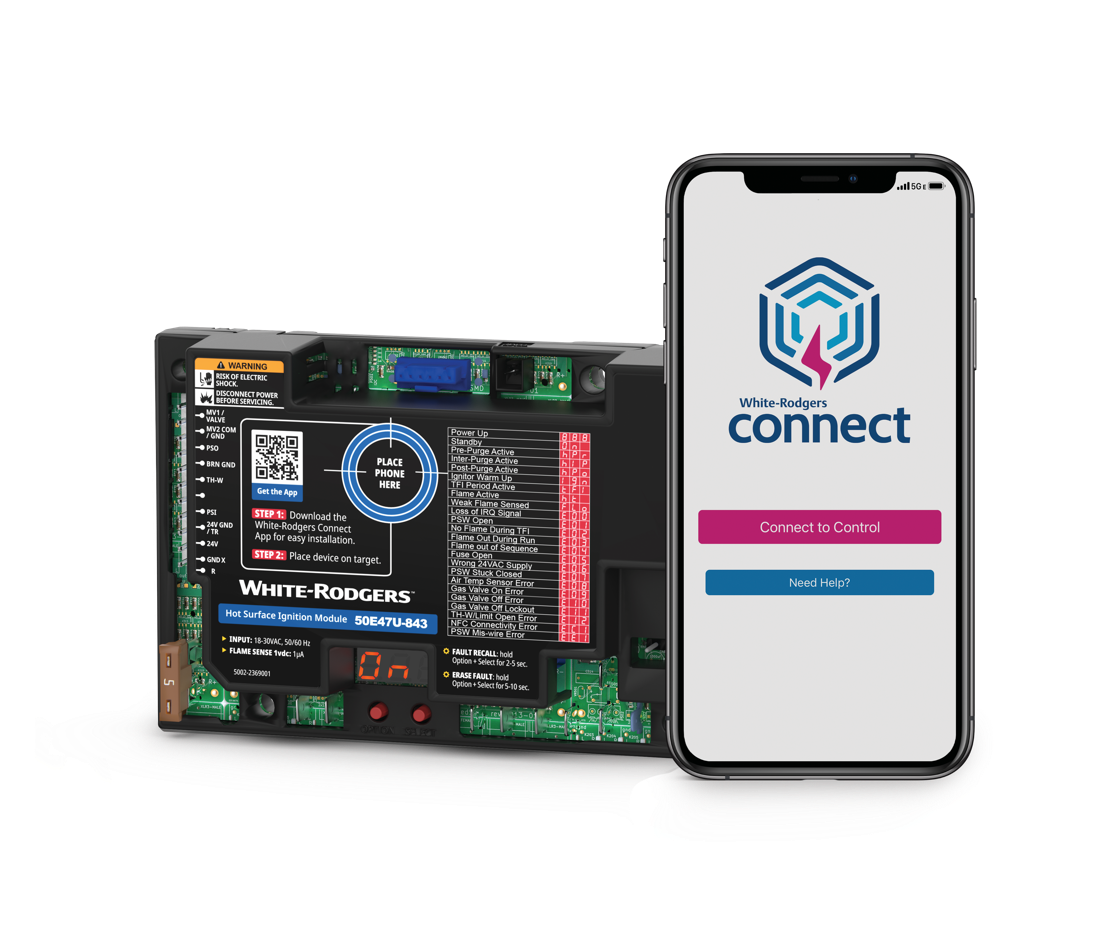 WARNING
RISK OF ELECTRIC
SHOCK.
DISCONNECT POWER
BEFORE SERVICING.
MV1 /
VALVE
MV2 COM
/ GND
PSO
BRN GND
TH-W
PSI
24V GND
/ TR
24V
GND X
R
Get the App
PLACE
PHONE
HERE
STEP 1: Download the
White-Rodgers Connect
App for easy installation.
STEP 2: Place device on target.
WHITE-RODGERS™
Hot Surface Ignition Module 50E47U-843
INPUT: 18-30VAC, 50/60 Hz
FLAME SENSE 1vdc: 1µA
5002-2369001
Power Up
Standby
Pre-Purge Active
Inter-Purge Active
Post-Purge Active
Ignitor Warm Up
TFI Period Active
Flame Active
Weak Flame Sensed
Loss of IRQ Signal
PSW Open
No Flame During TFI
Flame Out During Run
Flame out of Sequence
Fuse Open
Wrong 24VAC Supply
PSW Stuck Closed
Air Temp Sensor Error
Gas Valve On Error
Gas Valve Off Error
Gas Valve Off Lockout
TH-W/Limit Open Error
NFC Connectivity Error
PSW Mis-wire Error
FAULT RECALL: hold
Option + Select for 2-5 sec.
ERASE FAULT: hold
Option + Select for 5-10 sec.
On
5
5G E
White-Rodgers
connect
Connect to Control
Need Help?